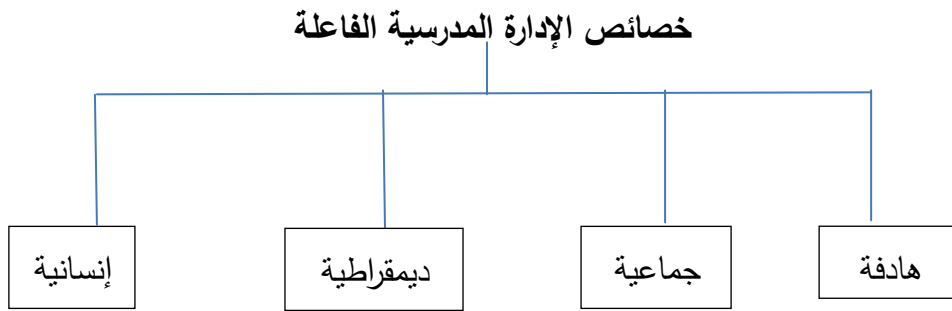 خصائص الإدارة المدرسية الفاعلة
هادفة
جماعية
ديمقراطية
إنسانية